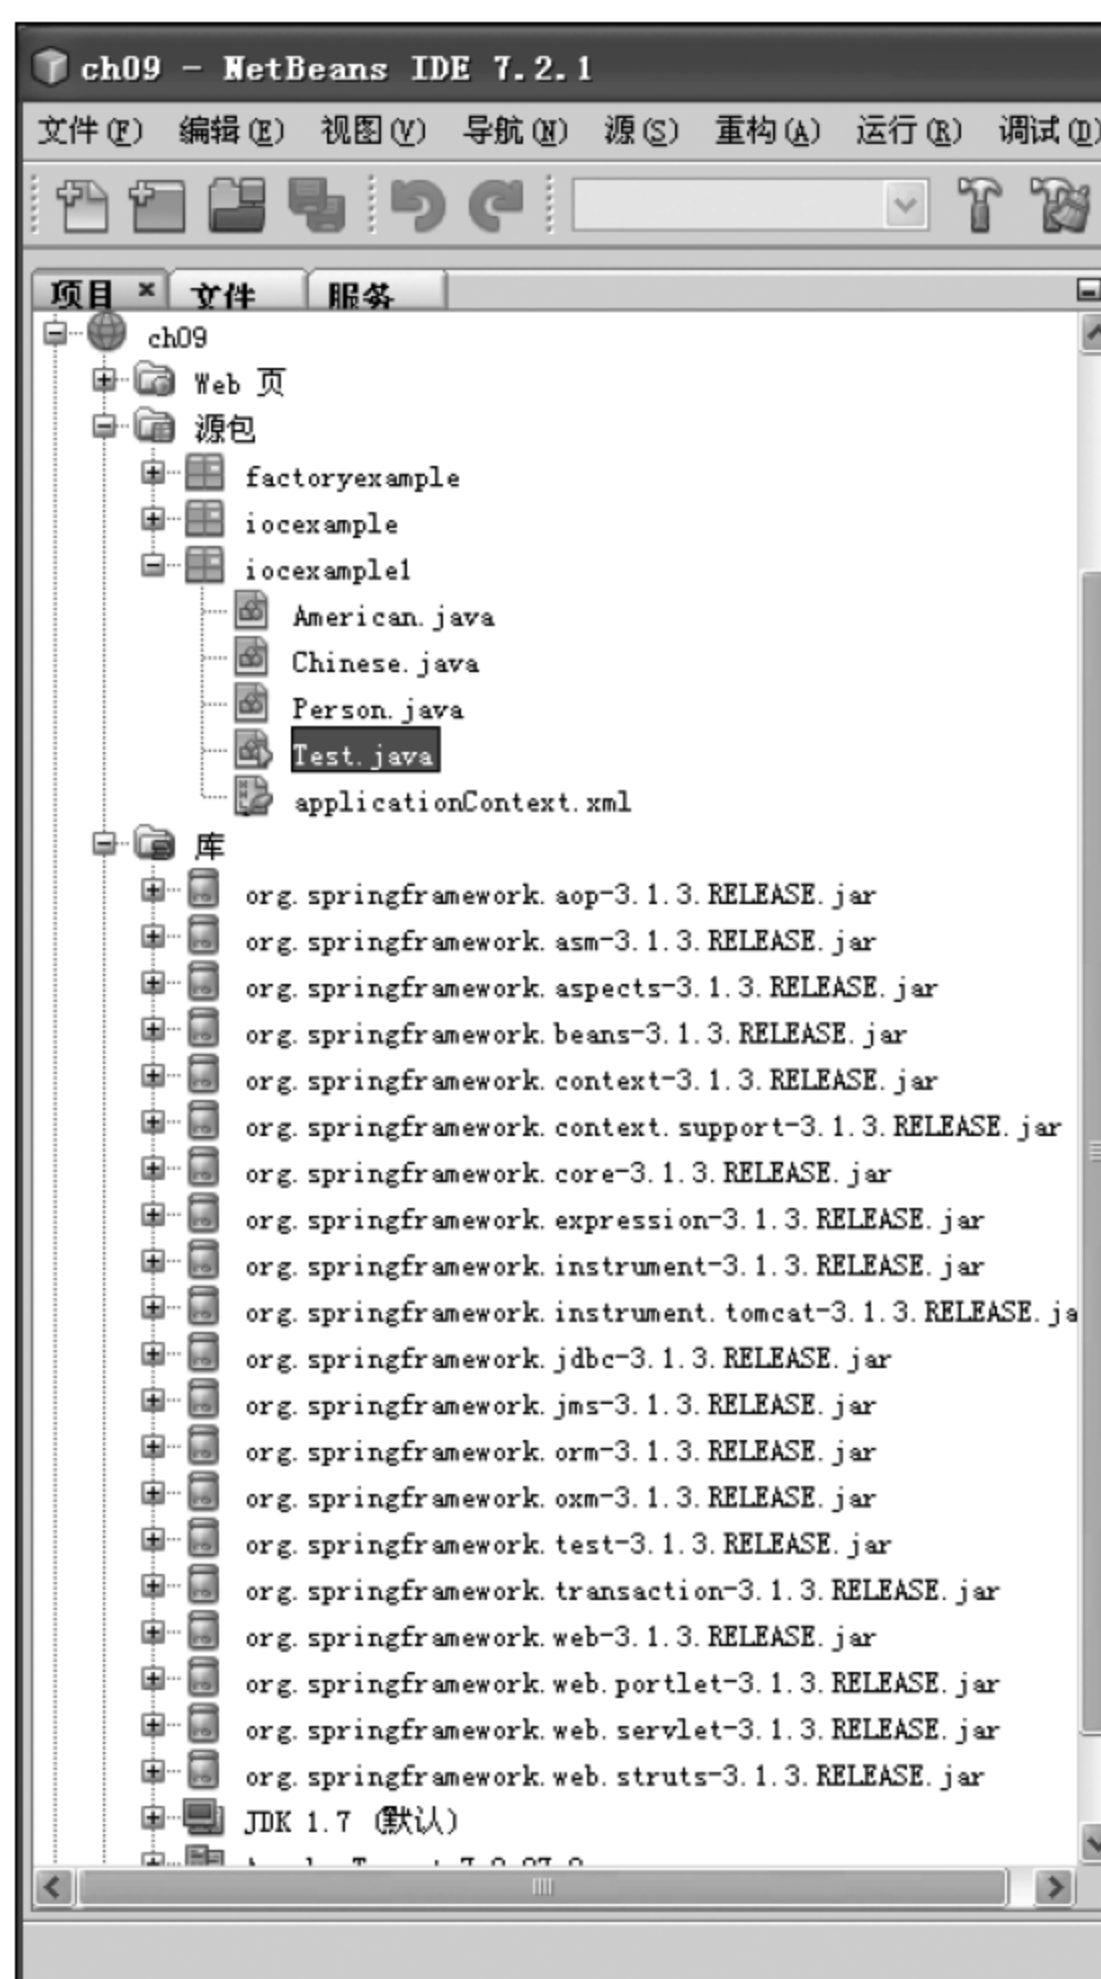 ch09 - NetBeans IDE 7.2.1
文件(F) 编辑(E) 视图(V) 导航(N) 源(S) 重构(A) 运行(R) 调试(D)
项目 × 文件 服务
ch09
Web 页
源包
factoryexample
iocexample
iocexample1
American.java
Chinese.java
Person.java
Test.java
applicationContext.xml
库
org.springframework.aop-3.1.3.RELEASE.jar
org.springframework.asm-3.1.3.RELEASE.jar
org.springframework.aspects-3.1.3.RELEASE.jar
org.springframework.beans-3.1.3.RELEASE.jar
org.springframework.context-3.1.3.RELEASE.jar
org.springframework.context.support-3.1.3.RELEASE.jar
org.springframework.core-3.1.3.RELEASE.jar
org.springframework.expression-3.1.3.RELEASE.jar
org.springframework.instrument-3.1.3.RELEASE.jar
org.springframework.instrument.tomcat-3.1.3.RELEASE.ja
org.springframework.jdbc-3.1.3.RELEASE.jar
org.springframework.jms-3.1.3.RELEASE.jar
org.springframework.orm-3.1.3.RELEASE.jar
org.springframework.oxm-3.1.3.RELEASE.jar
org.springframework.test-3.1.3.RELEASE.jar
org.springframework.transaction-3.1.3.RELEASE.jar
org.springframework.web-3.1.3.RELEASE.jar
org.springframework.web.portlet-3.1.3.RELEASE.jar
org.springframework.web.servlet-3.1.3.RELEASE.jar
org.springframework.web.struts-3.1.3.RELEASE.jar
JDK 1.7 (默认)